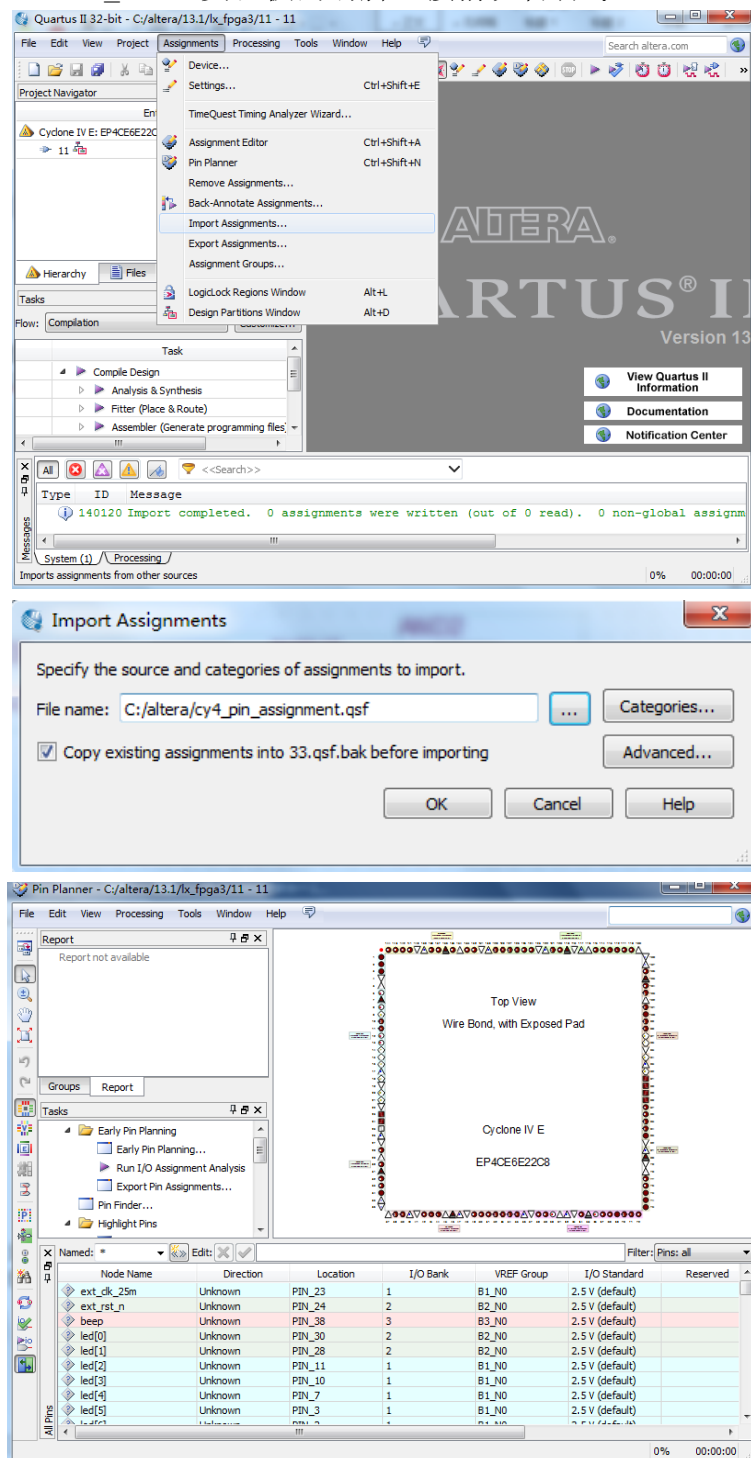 Quartus II 32-bit - C:/altera/13.1/lx_fpga3/11 - 11
File Edit View Project Assignments Processing Tools Window Help
Search altera.com
Project Navigator
Cyclone IV E: EP4CE6E22C
11
Hierarchy Files
Device...
Settings... Ctrl+Shift+E
TimeQuest Timing Analyzer Wizard...
Assignment Editor Ctrl+Shift+A
Pin Planner Ctrl+Shift+N
Remove Assignments...
Back-Annotate Assignments...
Import Assignments...
Export Assignments...
Assignment Groups...
LogicLock Regions Window Alt+L
Design Partitions Window Alt+D
Tasks
Flow: Compilation
Task
Compile Design
Analysis & Synthesis
Fitter (Place & Route)
Assembler (Generate programming files)
ALTERA®
ARTUS® II
Version 13
View Quartus II
Information
Documentation
Notification Center
All <<Search>>
Type ID Message
140120 Import completed. 0 assignments were written (out of 0 read). 0 non-global assignm
Messages
System (1) Processing
Imports assignments from other sources 0% 00:00:00
Import Assignments
Specify the source and categories of assignments to import.
File name: C:/altera/cy4_pin_assignment.qsf ... Categories...
Copy existing assignments into 33.qsf.bak before importing Advanced...
OK Cancel Help
Pin Planner - C:/altera/13.1/lx_fpga3/11 - 11
File Edit View Processing Tools Window Help
Report
Report not available
Groups Report
Tasks
Early Pin Planning
Early Pin Planning...
Run I/O Assignment Analysis
Export Pin Assignments...
Pin Finder...
Highlight Pins
Top View
Wire Bond, with Exposed Pad
Cyclone IV E
EP4CE6E22C8
Named: * Edit: Filter: Pins: all
Node Name Direction Location I/O Bank VREF Group I/O Standard Reserved
ext_clk_25m Unknown PIN_23 1 B1_N0 2.5 V (default)
ext_rst_n Unknown PIN_24 2 B2_N0 2.5 V (default)
beep Unknown PIN_38 3 B3_N0 2.5 V (default)
led[0] Unknown PIN_30 2 B2_N0 2.5 V (default)
led[1] Unknown PIN_28 2 B2_N0 2.5 V (default)
led[2] Unknown PIN_11 1 B1_N0 2.5 V (default)
led[3] Unknown PIN_10 1 B1_N0 2.5 V (default)
led[4] Unknown PIN_7 1 B1_N0 2.5 V (default)
led[5] Unknown PIN_3 1 B1_N0 2.5 V (default)
All Pins
0% 00:00:00